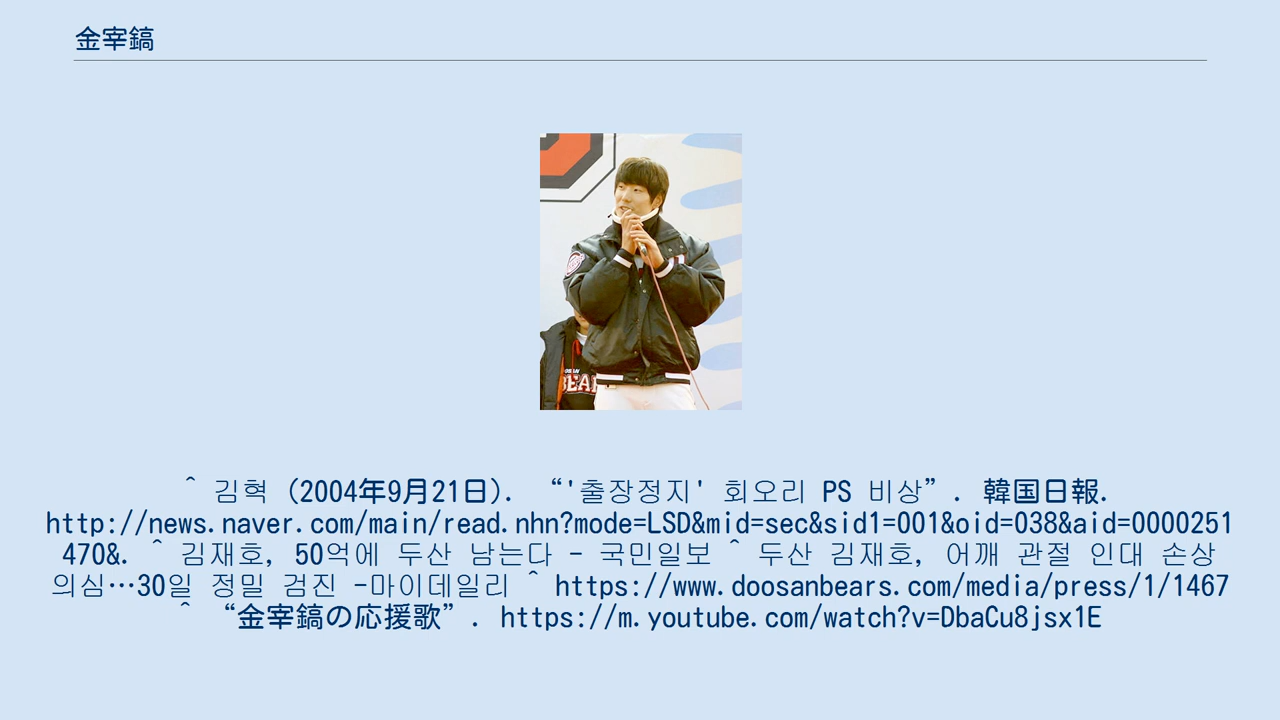 金宰鎬
^ 김혁 (2004年9月21日). “'출장정지' 회오리 PS 비상”. 韓国日報.
http://news.naver.com/main/read.nhn?mode=LSD&mid=sec&sid1=001&oid=038&aid=0000251
470&. ^ 김재호, 50억에 두산 남는다 - 국민일보 ^ 두산 김재호, 어깨 관절 인대 손상
의심…30일 정밀 검진 -마이데일리 ^ https://www.doosanbears.com/media/press/1/1467
^ “金宰鎬の応援歌”. https://m.youtube.com/watch?v=DbaCu8jsx1E